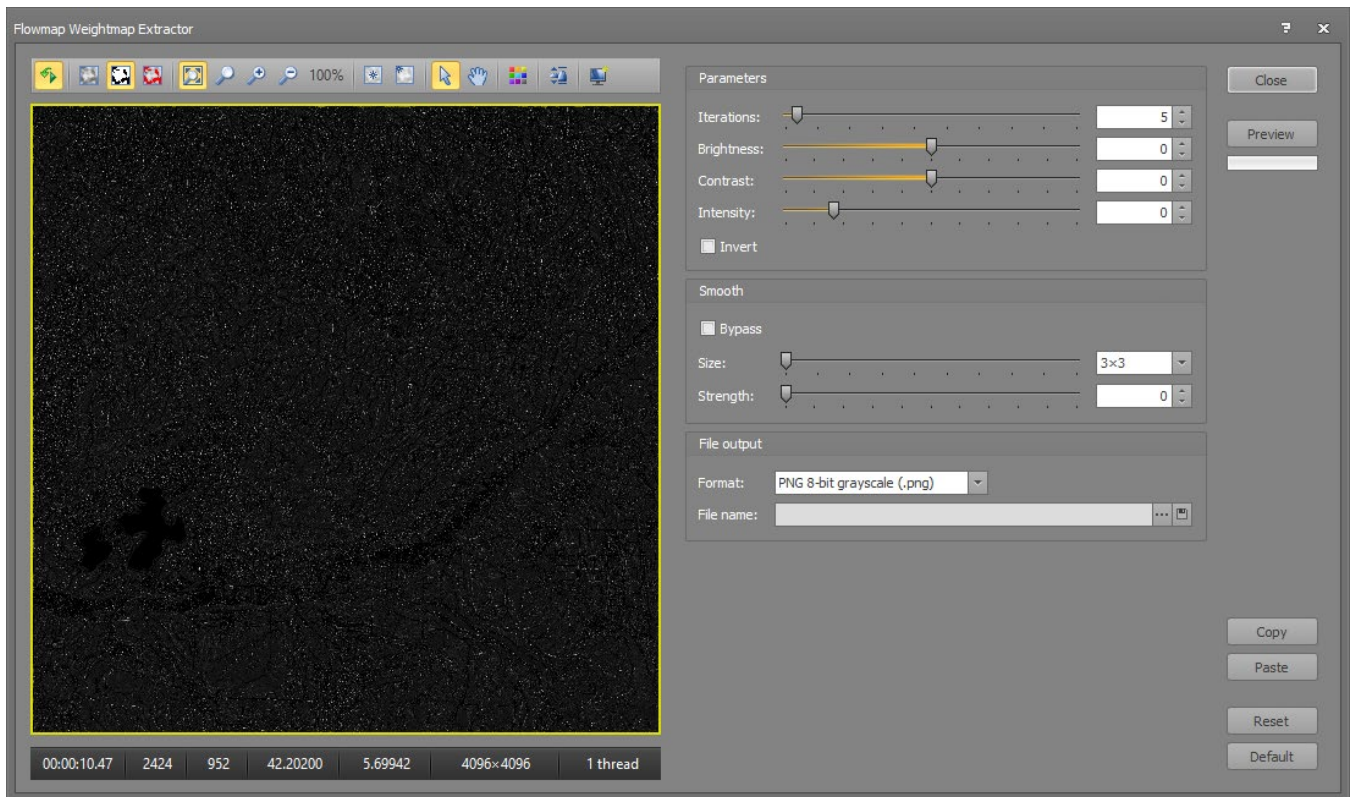 Flowmap Weightmap Extractor
100%
Parameters
Iterations: 5
Brightness: 0
Contrast: 0
Intensity: 0
Invert
Smooth
Bypass
Size: 3×3
Strength: 0
File output
Format: PNG 8-bit grayscale (.png)
File name:
Close
Preview
Copy
Paste
Reset
Default
00:00:10.47 2424 952 42.20200 5.69942 4096×4096 1 thread